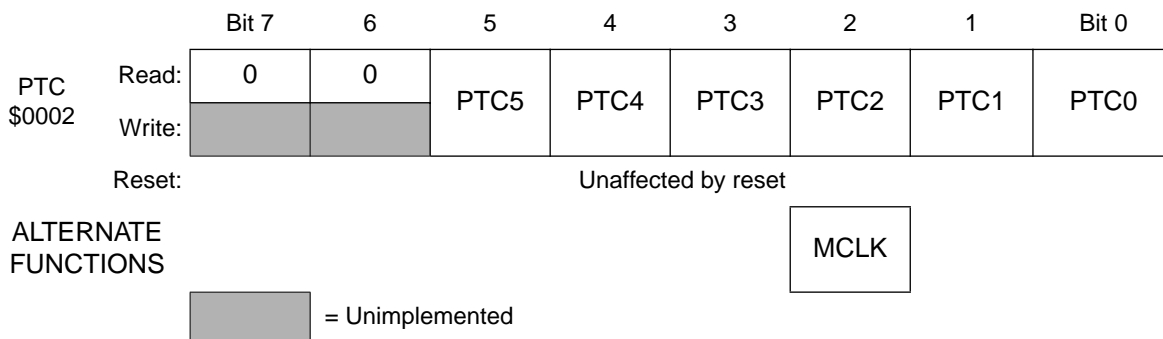 Bit 7 6 5 4 3 2 1 Bit 0
PTC
$0002
Read: 0 0
PTC5 PTC4 PTC3 PTC2 PTC1 PTC0
Write:
Reset: Unaffected by reset
ALTERNATE
FUNCTIONS
MCLK
= Unimplemented